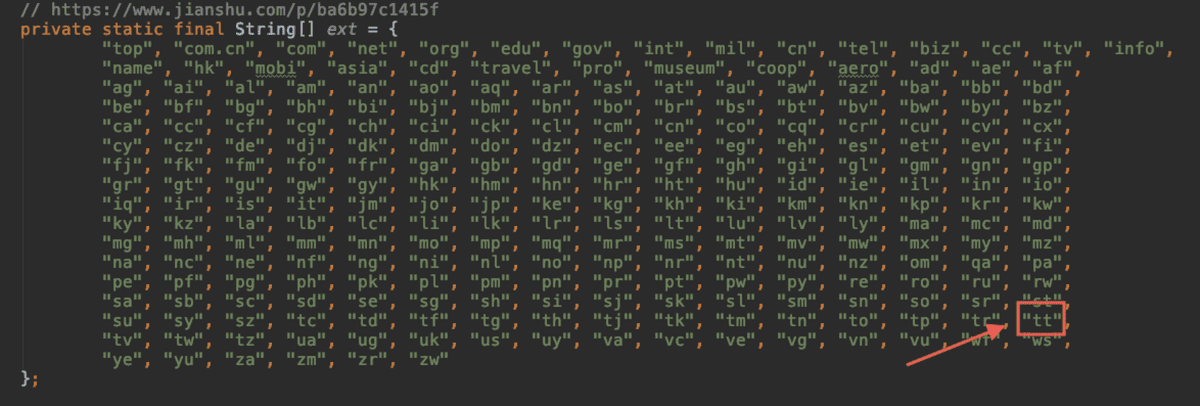 // https://www.jianshu.com/p/ba6b97c1415f
private static final String[] ext = {
"top", "com.cn", "com", "net", "org", "edu", "gov", "int", "mil", "cn", "tel", "biz", "cc", "tv", "info",
"name", "hk", "mobi", "asia", "cd", "travel", "pro", "museum", "coop", "aero", "ad", "ae", "af",
"ag", "ai", "al", "am", "an", "ao", "aq", "ar", "as", "at", "au", "aw", "az", "ba", "bb", "bd",
"be", "bf", "bg", "bh", "bi", "bj", "bm", "bn", "bo", "br", "bs", "bt", "bv", "bw", "by", "bz",
"ca", "cc", "cf", "cg", "ch", "ci", "ck", "cl", "cm", "cn", "co", "cq", "cr", "cu", "cv", "cx",
"cy", "cz", "de", "dj", "dk", "dm", "do", "dz", "ec", "ee", "eg", "eh", "es", "et", "ev", "fi",
"fj", "fk", "fm", "fo", "fr", "ga", "gb", "gd", "ge", "gf", "gh", "gi", "gl", "gm", "gn", "gp",
"gr", "gt", "gu", "gw", "gy", "hk", "hm", "hn", "hr", "ht", "hu", "id", "ie", "il", "in", "io",
"iq", "ir", "is", "it", "jm", "jo", "jp", "ke", "kg", "kh", "ki", "km", "kn", "kp", "kr", "kw",
"ky", "kz", "la", "lb", "lc", "li", "lk", "lr", "ls", "lt", "lu", "lv", "ly", "ma", "mc", "md",
"mg", "mh", "ml", "mm", "mn", "mo", "mp", "mq", "mr", "ms", "mt", "mv", "mw", "mx", "my", "mz",
"na", "nc", "ne", "nf", "ng", "ni", "nl", "no", "np", "nr", "nt", "nu", "nz", "om", "qa", "pa",
"pe", "pf", "pg", "ph", "pk", "pl", "pm", "pn", "pr", "pt", "pw", "py", "re", "ro", "ru", "rw",
"sa", "sb", "sc", "sd", "se", "sg", "sh", "si", "sj", "sk", "sl", "sm", "sn", "so", "sr", "st",
"su", "sy", "sz", "tc", "td", "tf", "tg", "th", "tj", "tk", "tm", "tn", "to", "tp", "tr", "tt",
"tv", "tw", "tz", "ua", "ug", "uk", "us", "uy", "va", "vc", "ve", "vg", "vn", "vu", "wf", "ws",
"ye", "yu", "za", "zm", "zr", "zw"
};